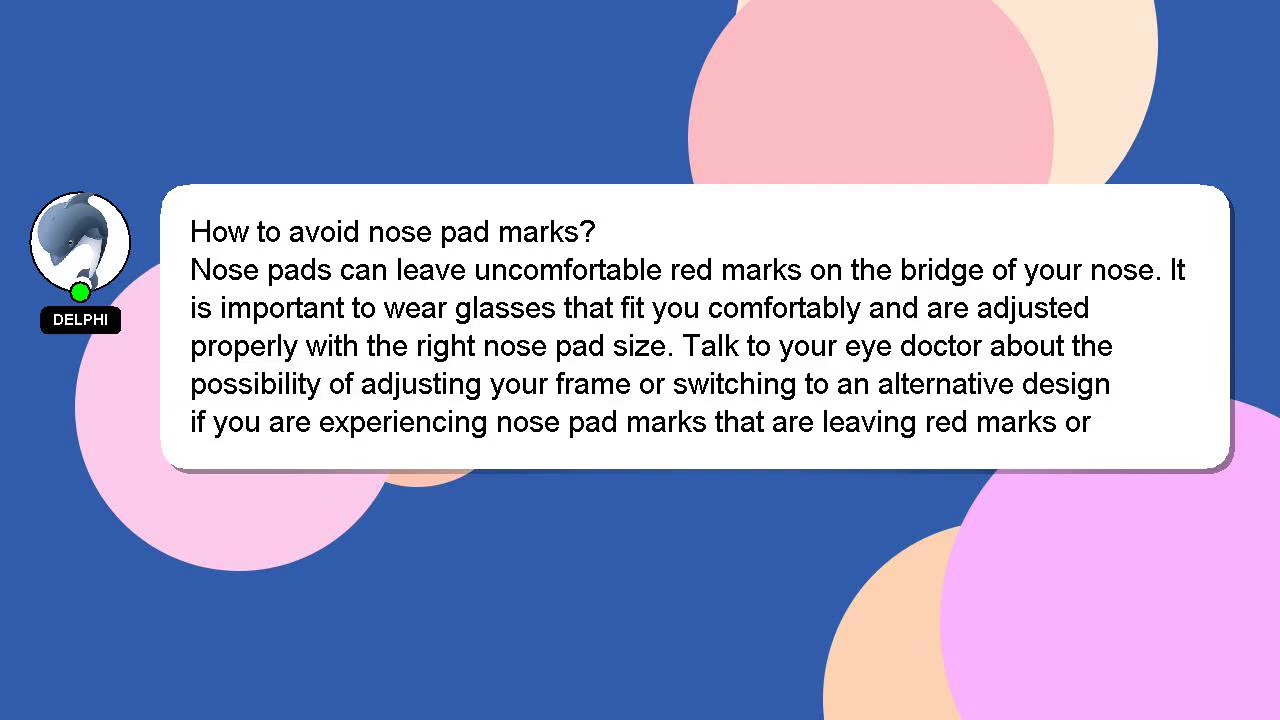 How to avoid nose pad marks?
Nose pads can leave uncomfortable red marks on the bridge of your nose. It
is important to wear glasses that fit you comfortably and are adjusted
properly with the right nose pad size. Talk to your eye doctor about the
possibility of adjusting your frame or switching to an alternative design
if you are experiencing nose pad marks that are leaving red marks or
DELPHI